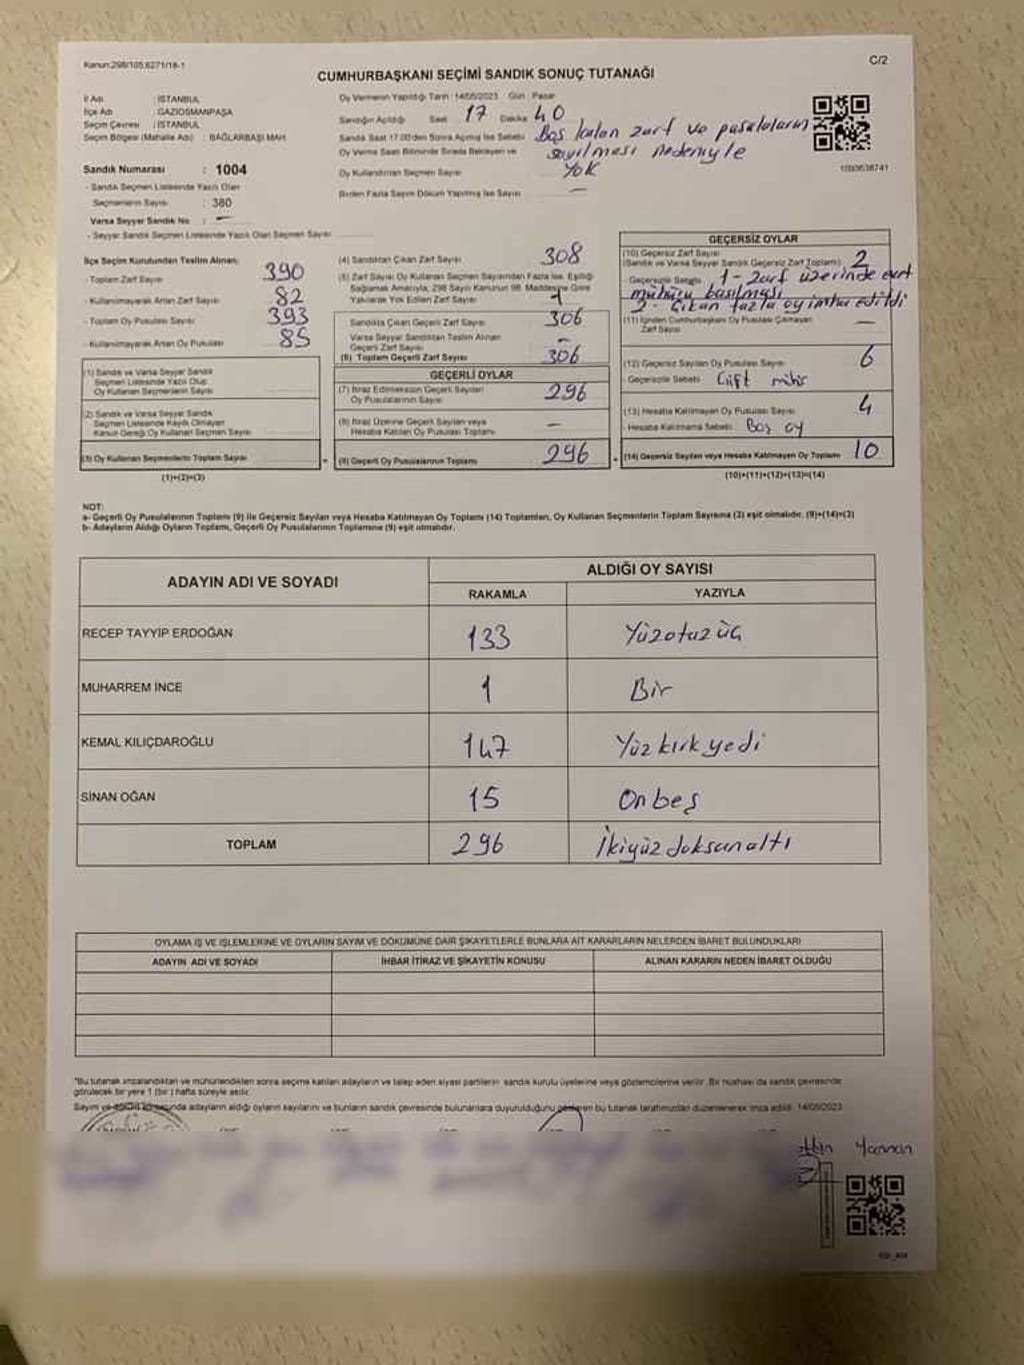 Kanun:298/105,6271/18-1
C/2
CUMHURBAŞKANI SEÇİMİ SANDIK SONUÇ TUTANAĞI
İl Adı : İSTANBUL
İlçe Adı : GAZİOSMANPAŞA
Seçim Çevresi : İSTANBUL
Seçim Bölgesi (Mahalle Adı) : BAĞLARBAŞI MAH.
Sandık Numarası : 1004
- Sandık Seçmen Listesinde Yazılı Olan
Seçmenlerin Sayısı : 380
Varsa Seyyar Sandık No : -
- Seyyar Sandık Seçmen Listesinde Yazılı Olan Seçmen Sayısı
Oy Vermenin Yapıldığı Tarih : 14/05/2023 Gün : Pazar
Sandığın Açıldığı Saat 17 Dakika 40
Sandık Saat 17.00'den Sonra Açılmış İse Sebebi Boş kalan zarf ve pusulaların
sayılması nedeniyle
Oy Verme Saati Bitiminde Sırada Bekleyen ve
Oy Kullandırılan Seçmen Sayısı YOK
Birden Fazla Sayım Döküm Yapılmış İse Sayısı -
1000638741
İlçe Seçim Kurulundan Teslim Alınan;
- Toplam Zarf Sayısı 390
- Kullanılmayarak Artan Zarf Sayısı 82
- Toplam Oy Pusulası Sayısı 393
- Kullanılmayarak Artan Oy Pusulası 85
(1) Sandık ve Varsa Seyyar Sandık
Seçmen Listesinde Yazılı Olup
Oy Kullanan Seçmenlerin Sayısı
(2) Sandık ve Varsa Seyyar Sandık
Seçmen Listesinde Kaydı Olmayan
Kanun Gereği Oy Kullanan Seçmen Sayısı
(3) Oy Kullanan Seçmenlerin Toplam Sayısı
(1)+(2)=(3)
(4) Sandıktan Çıkan Zarf Sayısı 308
(5) Zarf Sayısı Oy Kullanan Seçmen Sayısından Fazla İse, Eşitliği
Sağlamak Amacıyla, 298 Sayılı Kanunun 98. Maddesine Göre
Yakılarak Yok Edilen Zarf Sayısı
Sandıkta Çıkan Geçerli Zarf Sayısı 306
Varsa Seyyar Sandıktan Teslim Alınan
Geçerli Zarf Sayısı -
(6) Toplam Geçerli Zarf Sayısı 306
GEÇERLİ OYLAR
(7) İtiraz Edilmeksizin Geçerli Sayılan
Oy Pusulalarının Sayısı 296
(8) İtiraz Üzerine Geçerli Sayılan veya
Hesaba Katılan Oy Pusulası Toplamı -
(9) Geçerli Oy Pusulalarının Toplamı 296
GEÇERSİZ OYLAR
(10) Geçersiz Zarf Sayısı
(Sandık ve Varsa Seyyar Sandık Geçersiz Zarf Toplamı) 2
- Geçersizlik Sebebi 1- zarf üzerinde evet
mührü basılması
2- Çıkan fazla oy imha edildi
(11) İçinden Cumhurbaşkanı Oy Pusulası Çıkmayan
Zarf Sayısı -
(12) Geçersiz Sayılan Oy Pusulası Sayısı 6
- Geçersizlik Sebebi Çift mühür
(13) Hesaba Katılmayan Oy Pusulası Sayısı 4
- Hesaba Katılmama Sebebi Boş oy
(14) Geçersiz Sayılan veya Hesaba Katılmayan Oy Toplamı 10
(10)+(11)+(12)+(13)=(14)
NOT:
a- Geçerli Oy Pusulalarının Toplamı (9) ile Geçersiz Sayılan veya Hesaba Katılmayan Oy Toplamı (14) Toplamları, Oy Kullanan Seçmenlerin Toplam Sayısına (3) eşit olmalıdır. (9)+(14)=(3)
b- Adayların Aldığı Oyların Toplamı, Geçerli Oy Pusulalarının Toplamına (9) eşit olmalıdır.
ADAYIN ADI VE SOYADI
ALDIĞI OY SAYISI
RAKAMLA YAZIYLA
RECEP TAYYİP ERDOĞAN 133 Yüzotuzüç
MUHARREM İNCE 1 Bir
KEMAL KILIÇDAROĞLU 147 Yüzkırkyedi
SİNAN OĞAN 15 Onbeş
TOPLAM 296 İkiyüzdoksanaltı
OYLAMA İŞ VE İŞLEMLERİNE VE OYLARIN SAYIM VE DÖKÜMÜNE DAİR ŞİKAYETLERLE BUNLARA AİT KARARLARIN NELERDEN İBARET BULUNDUKLARI
ADAYIN ADI VE SOYADI İHBAR İTİRAZ VE ŞİKAYETİN KONUSU ALINAN KARARIN NEDEN İBARET OLDUĞU
*Bu tutanak imzalandıktan ve mühürlendikten sonra seçime katılan adayların ve talep eden siyasi partilerin sandık kurulu üyelerine veya gözlemcilerine verilir. Bir nüshası da sandık çevresinde
görülecek bir yere 1 (bir) hafta süreyle asılır.
Sayım ve döküm sonucunda adayların aldığı oyların sayılarını ve bunların sandık çevresinde bulunanlara duyurulduğunu gösteren bu tutanak tarafımızdan düzenlenerek imza edildi. 14/05/2023